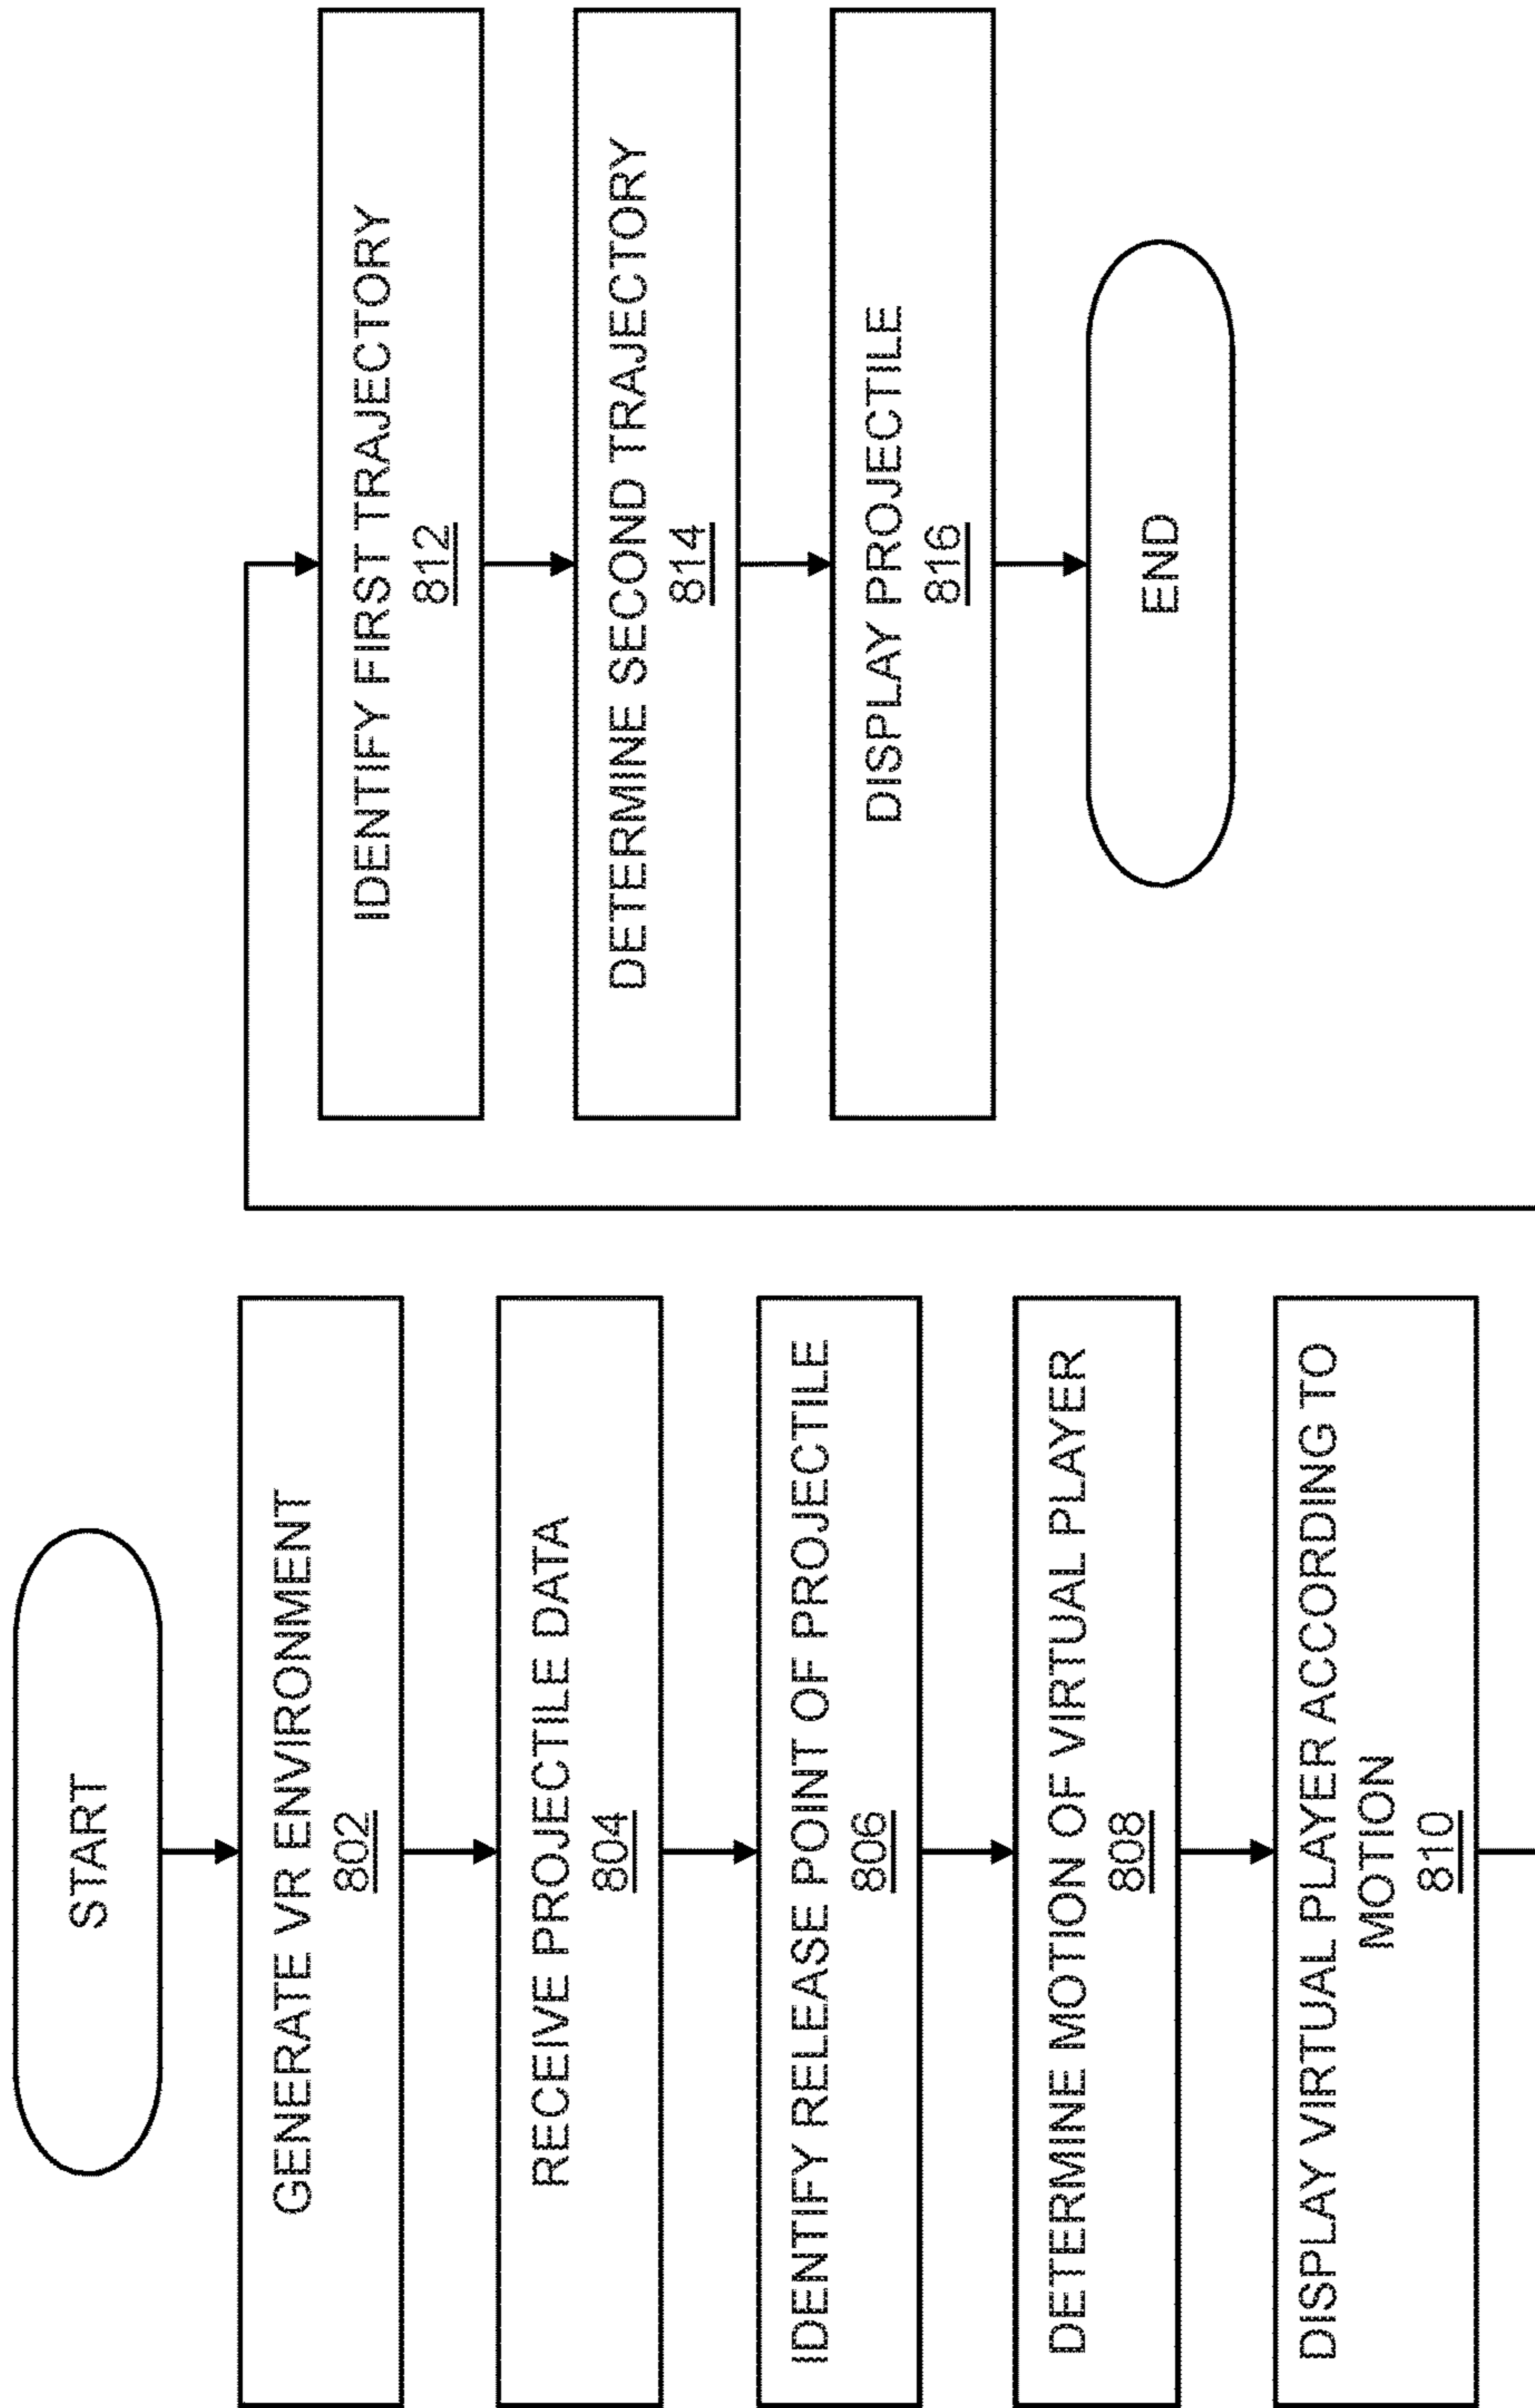 START
GENERATE VR ENVIRONMENT
802
RECEIVE PROJECTILE DATA
804
IDENTIFY RELEASE POINT OF PROJECTILE
806
DETERMINE MOTION OF VIRTUAL PLAYER
808
DISPLAY VIRTUAL PLAYER ACCORDING TO
MOTION
810
IDENTIFY FIRST TRAJECTORY
812
DETERMINE SECOND TRAJECTORY
814
DISPLAY PROJECTILE
816
END